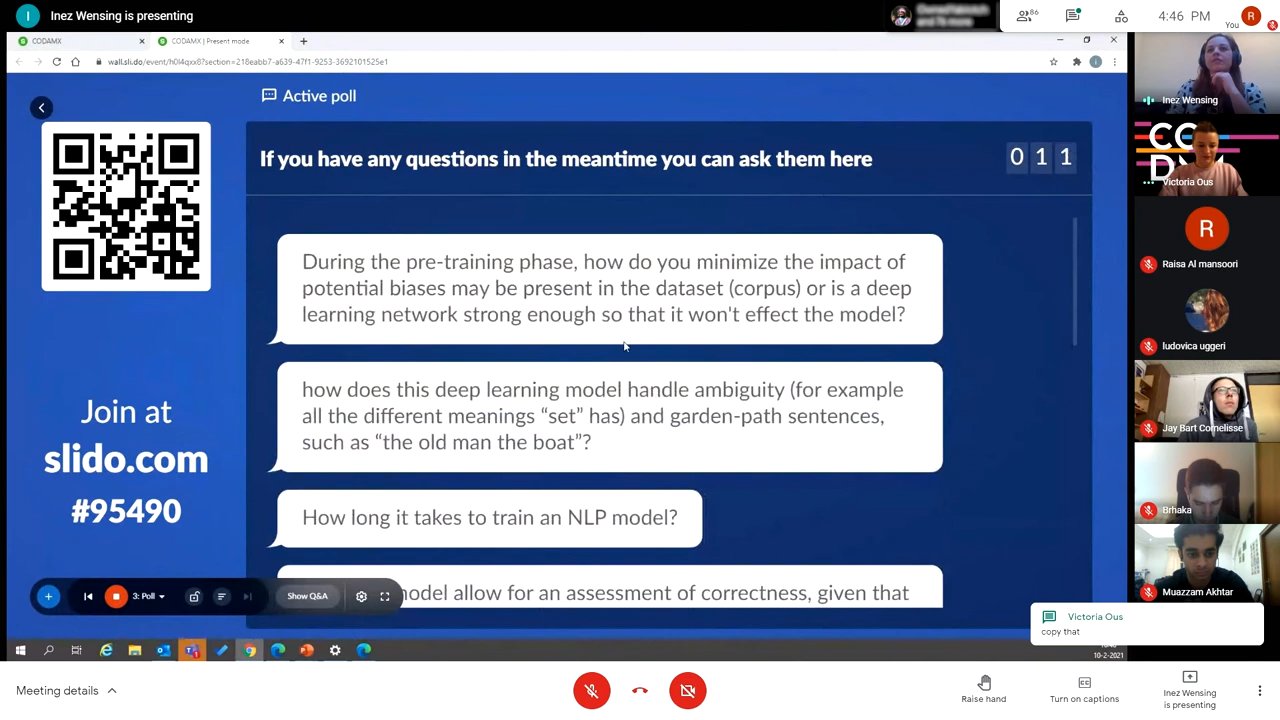 I
Inez Wensing is presenting
86
4:46 PM
R
You
CODAMX
CODAMX | Present mode
wall.sli.do/event/h0l4qxx8?section=218eabb7-a639-47f1-9253-3692101525e1
Active poll
If you have any questions in the meantime you can ask them here
0 1 1
During the pre-training phase, how do you minimize the impact of
potential biases may be present in the dataset (corpus) or is a deep
learning network strong enough so that it won't effect the model?
how does this deep learning model handle ambiguity (for example
all the different meanings “set” has) and garden-path sentences,
such as “the old man the boat”?
How long it takes to train an NLP model?
model allow for an assessment of correctness, given that
Join at
slido.com
#95490
3: Poll
Show Q&A
10-2-2021
Inez Wensing
CO
Victoria Ous
R
Raisa Al mansoori
ludovica uggeri
Jay Bart Cornelisse
Brhaka
Muazzam Akhtar
Victoria Ous
copy that
Meeting details
Raise hand
Turn on captions
Inez Wensing
is presenting